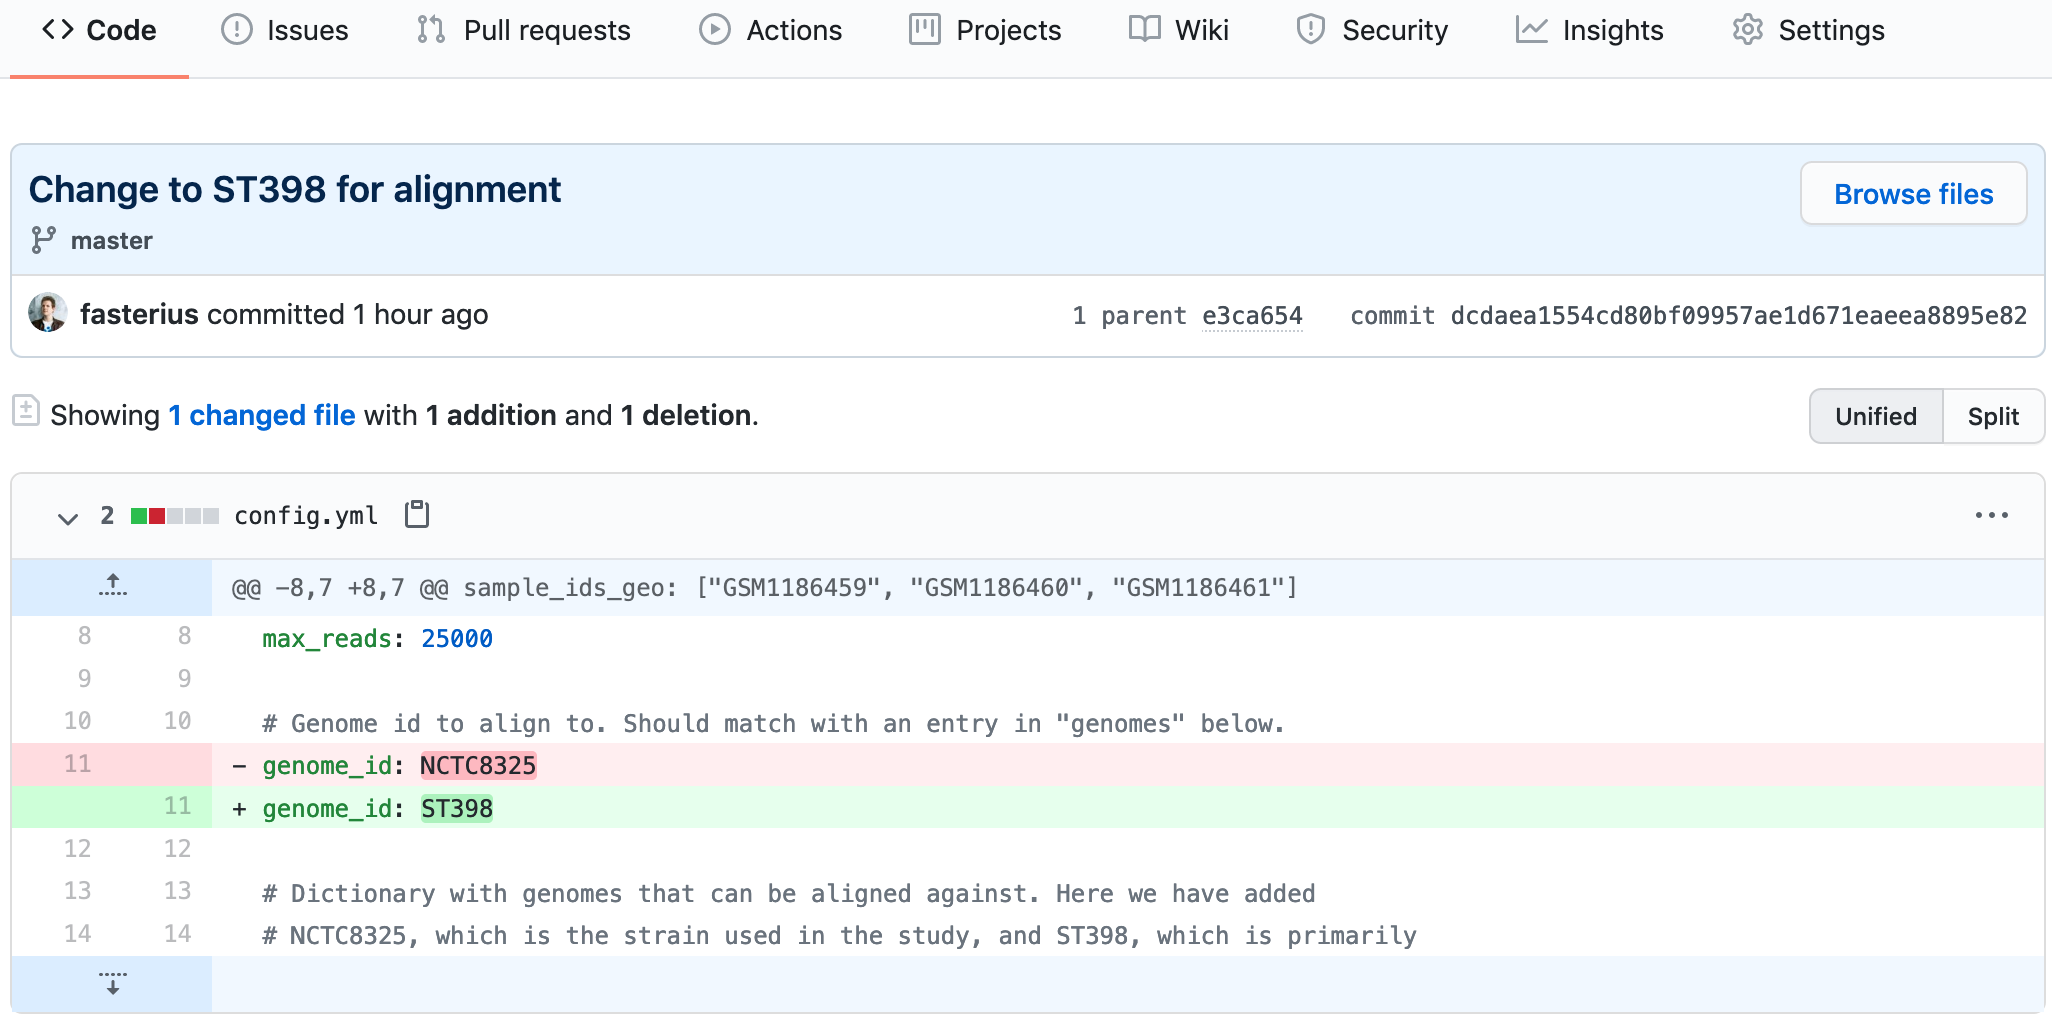 <> Code Issues Pull requests Actions Projects Wiki Security Insights Settings
Change to ST398 for alignment
Browse files
master
fasterius committed 1 hour ago 1 parent e3ca654 commit dcdaea1554cd80bf09957ae1d671eaeea8895e82
Showing 1 changed file with 1 addition and 1 deletion.
Unified Split
2 config.yml
@@ -8,7 +8,7 @@ sample_ids_geo: ["GSM1186459", "GSM1186460", "GSM1186461"]
8 8 max_reads: 25000
9 9
10 10 # Genome id to align to. Should match with an entry in "genomes" below.
11 - genome_id: NCTC8325
11 + genome_id: ST398
12 12
13 13 # Dictionary with genomes that can be aligned against. Here we have added
14 14 # NCTC8325, which is the strain used in the study, and ST398, which is primarily